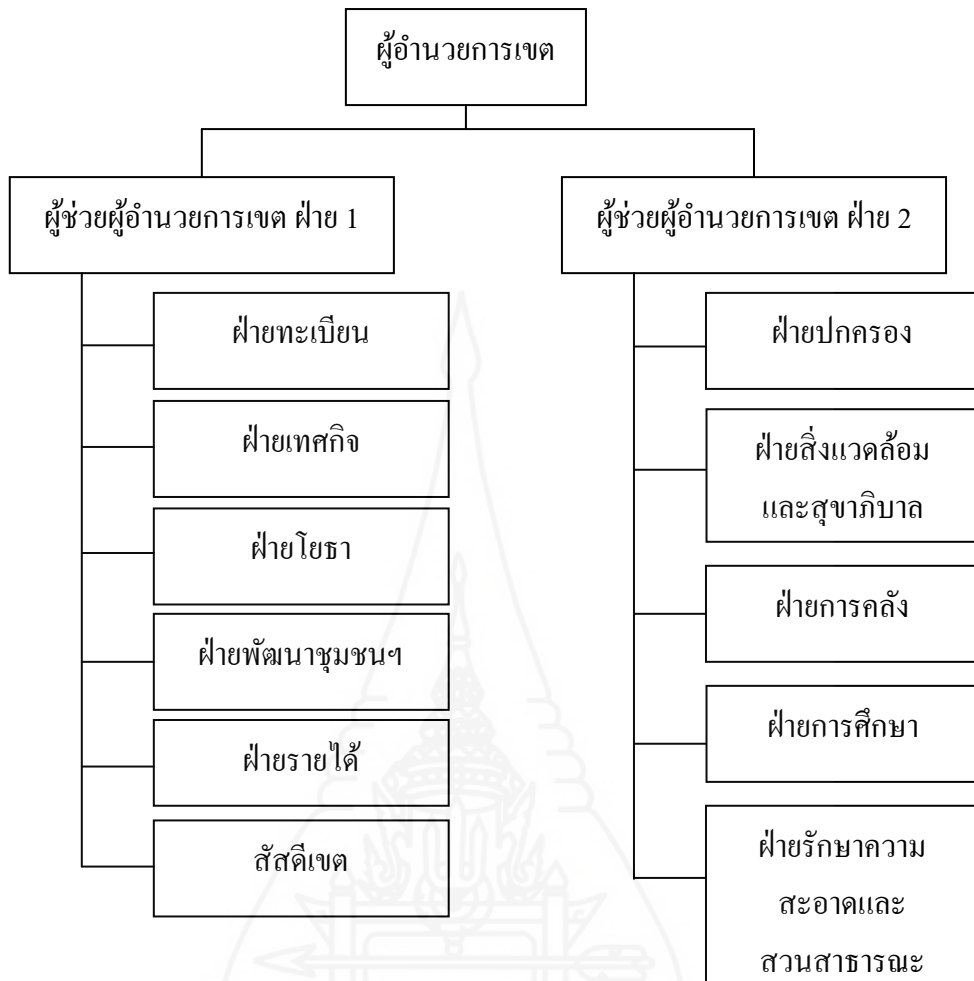 ผู้อำนวยการเขต
ผู้ช่วยผู้อำนวยการเขต ฝ่าย 1
ฝ่ายทะเบียน
ฝ่ายเทศกิจ
ฝ่ายโยธา
ฝ่ายพัฒนาชุมชนฯ
ฝ่ายรายได้
สัสดีเขต
ผู้ช่วยผู้อำนวยการเขต ฝ่าย 2
ฝ่ายปกครอง
ฝ่ายสิ่งแวดล้อม
และสุขาภิบาล
ฝ่ายการคลัง
ฝ่ายการศึกษา
ฝ่ายรักษาความ
สะอาดและ
สวนสาธารณะ